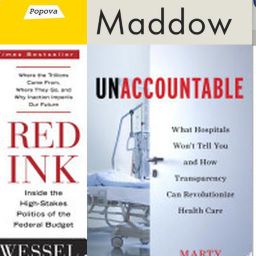 Popova
Maddow
Times Bestseller
Where the Trillions
Come From,
Where They Go, and
Why Inaction Imperils
Our Future
RED
INK
Inside the
High-Stakes
Politics of the
Federal Budget
WESSEL
UNACCOUNTABLE
What Hospitals
Won't Tell You
and How
Transparency
Can Revolutionize
Health Care
MARTY